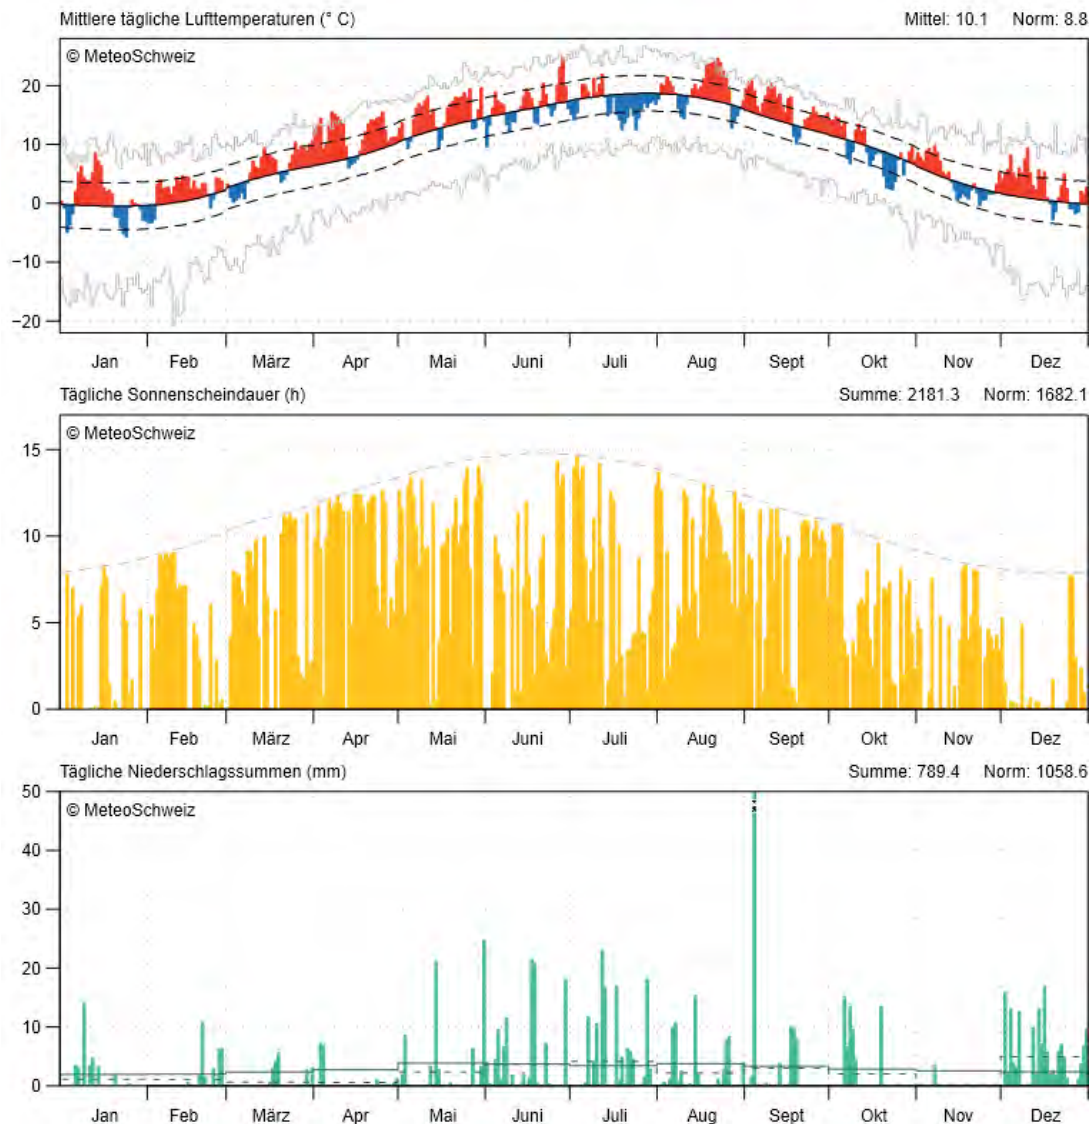 Mittlere tägliche Lufttemperaturen (° C) Mittel: 10.1 Norm: 8.8
© MeteoSchweiz
20
10
0
−10
−20
Jan Feb März Apr Mai Juni Juli Aug Sept Okt Nov Dez
Tägliche Sonnenscheindauer (h) Summe: 2181.3 Norm: 1682.1
© MeteoSchweiz
15
10
5
0
Jan Feb März Apr Mai Juni Juli Aug Sept Okt Nov Dez
Tägliche Niederschlagssummen (mm) Summe: 789.4 Norm: 1058.6
50
© MeteoSchweiz
40
30
20
10
0
Jan Feb März Apr Mai Juni Juli Aug Sept Okt Nov Dez